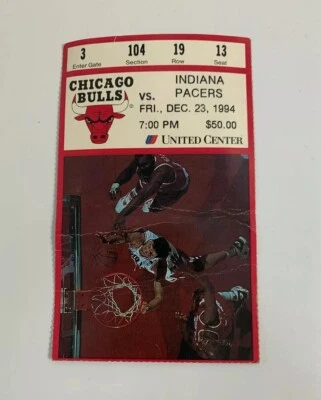 3 104 19 13
Enter Gate Section Row Seat
CHICAGO
BULLS
VS.
INDIANA
PACERS
FRI., DEC. 23, 1994
7:00 PM $50.00
UNITED CENTER